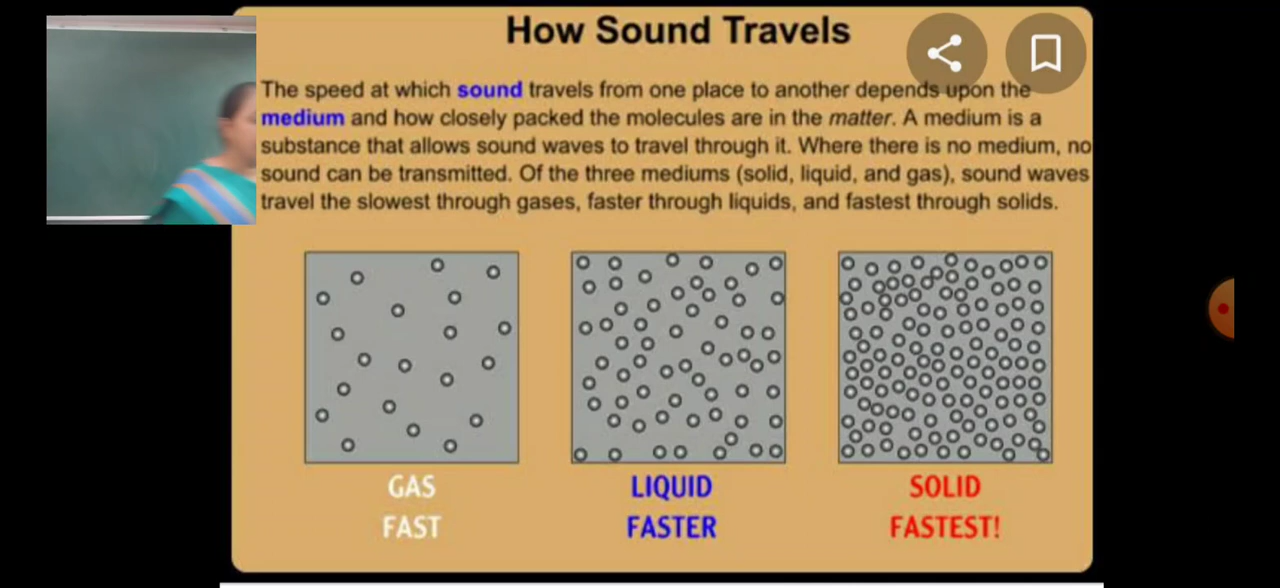 How Sound Travels
The speed at which sound travels from one place to another depends upon the
medium and how closely packed the molecules are in the matter. A medium is a
substance that allows sound waves to travel through it. Where there is no medium, no
sound can be transmitted. Of the three mediums (solid, liquid, and gas), sound waves
travel the slowest through gases, faster through liquids, and fastest through solids.
GAS LIQUID SOLID
FAST FASTER FASTEST!